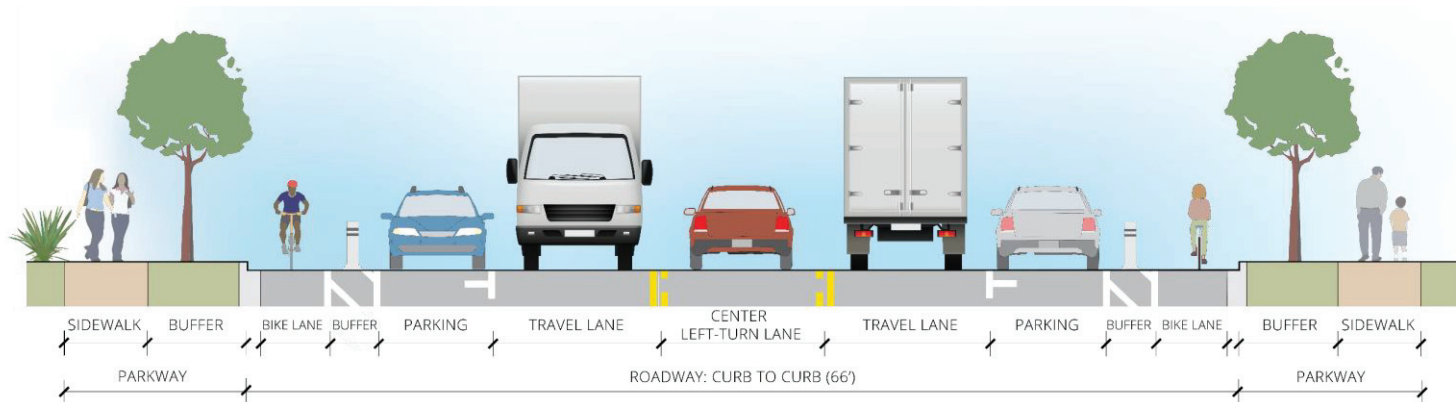 SIDEWALK BUFFER BIKE LANE BUFFER PARKING TRAVEL LANE CENTER LEFT-TURN LANE TRAVEL LANE PARKING BUFFER BIKE LANE BUFFER SIDEWALK
PARKWAY ROADWAY: CURB TO CURB (66') PARKWAY